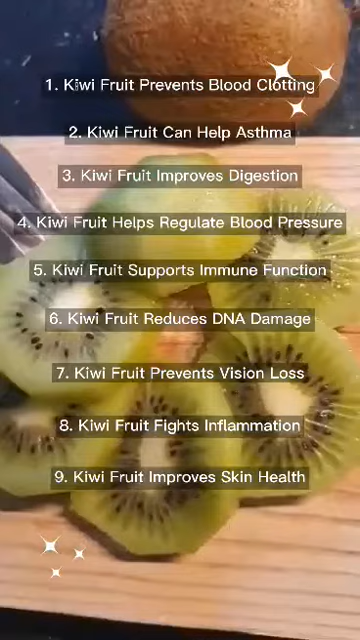 1. Kiwi Fruit Prevents Blood Clotting
2. Kiwi Fruit Can Help Asthma
3. Kiwi Fruit Improves Digestion
4. Kiwi Fruit Helps Regulate Blood Pressure
5. Kiwi Fruit Supports Immune Function
6. Kiwi Fruit Reduces DNA Damage
7. Kiwi Fruit Prevents Vision Loss
8. Kiwi Fruit Fights Inflammation
9. Kiwi Fruit Improves Skin Health